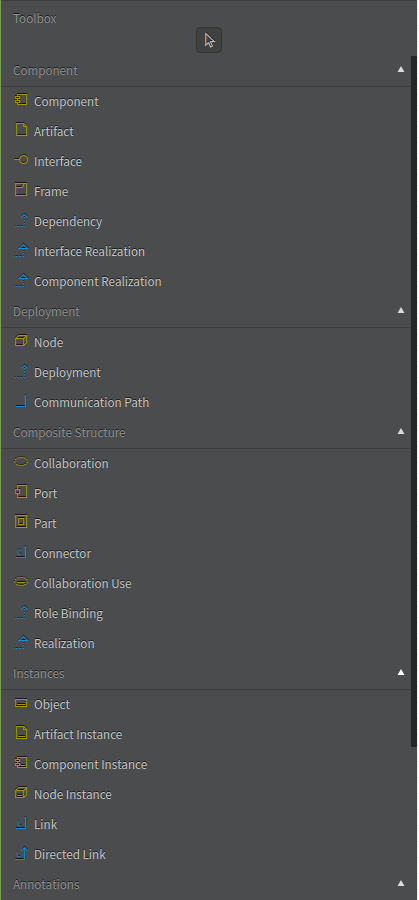 Toolbox
Component
Component
Artifact
Interface
Frame
Dependency
Interface Realization
Component Realization
Deployment
Node
Deployment
Communication Path
Composite Structure
Collaboration
Port
Part
Connector
Collaboration Use
Role Binding
Realization
Instances
Object
Artifact Instance
Component Instance
Node Instance
Link
Directed Link
Annotations